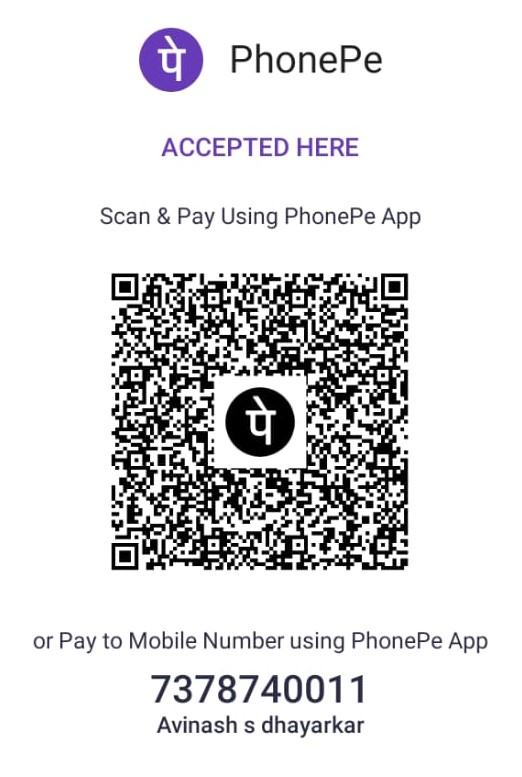 पे PhonePe
ACCEPTED HERE
Scan & Pay Using PhonePe App
पे
or Pay to Mobile Number using PhonePe App
7378740011
Avinash s dhayarkar